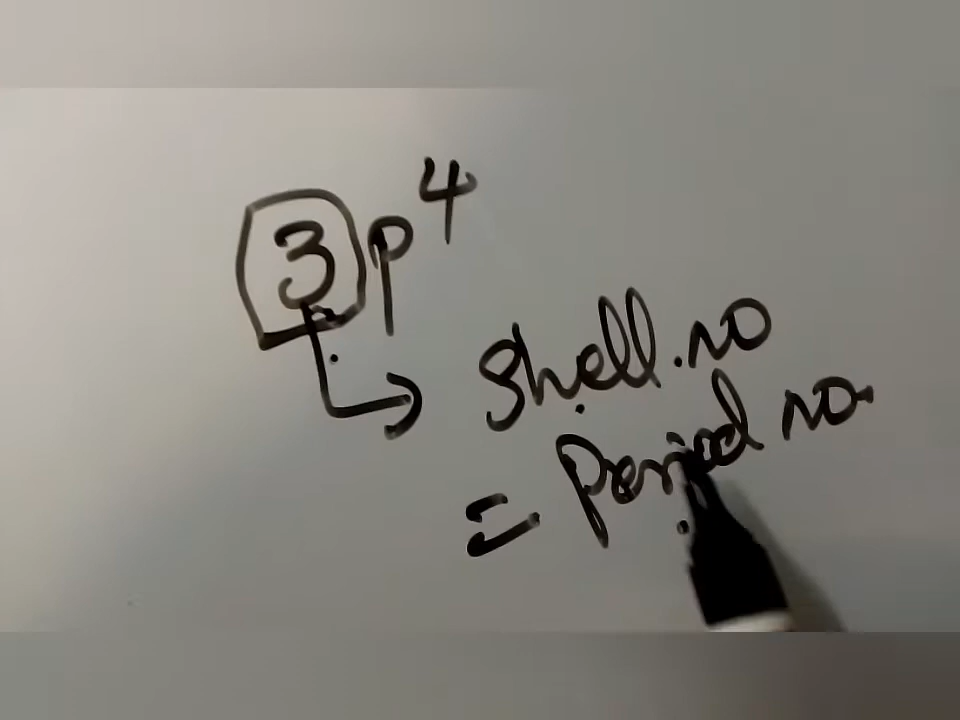 3p⁴
Shell.no
= Period no.